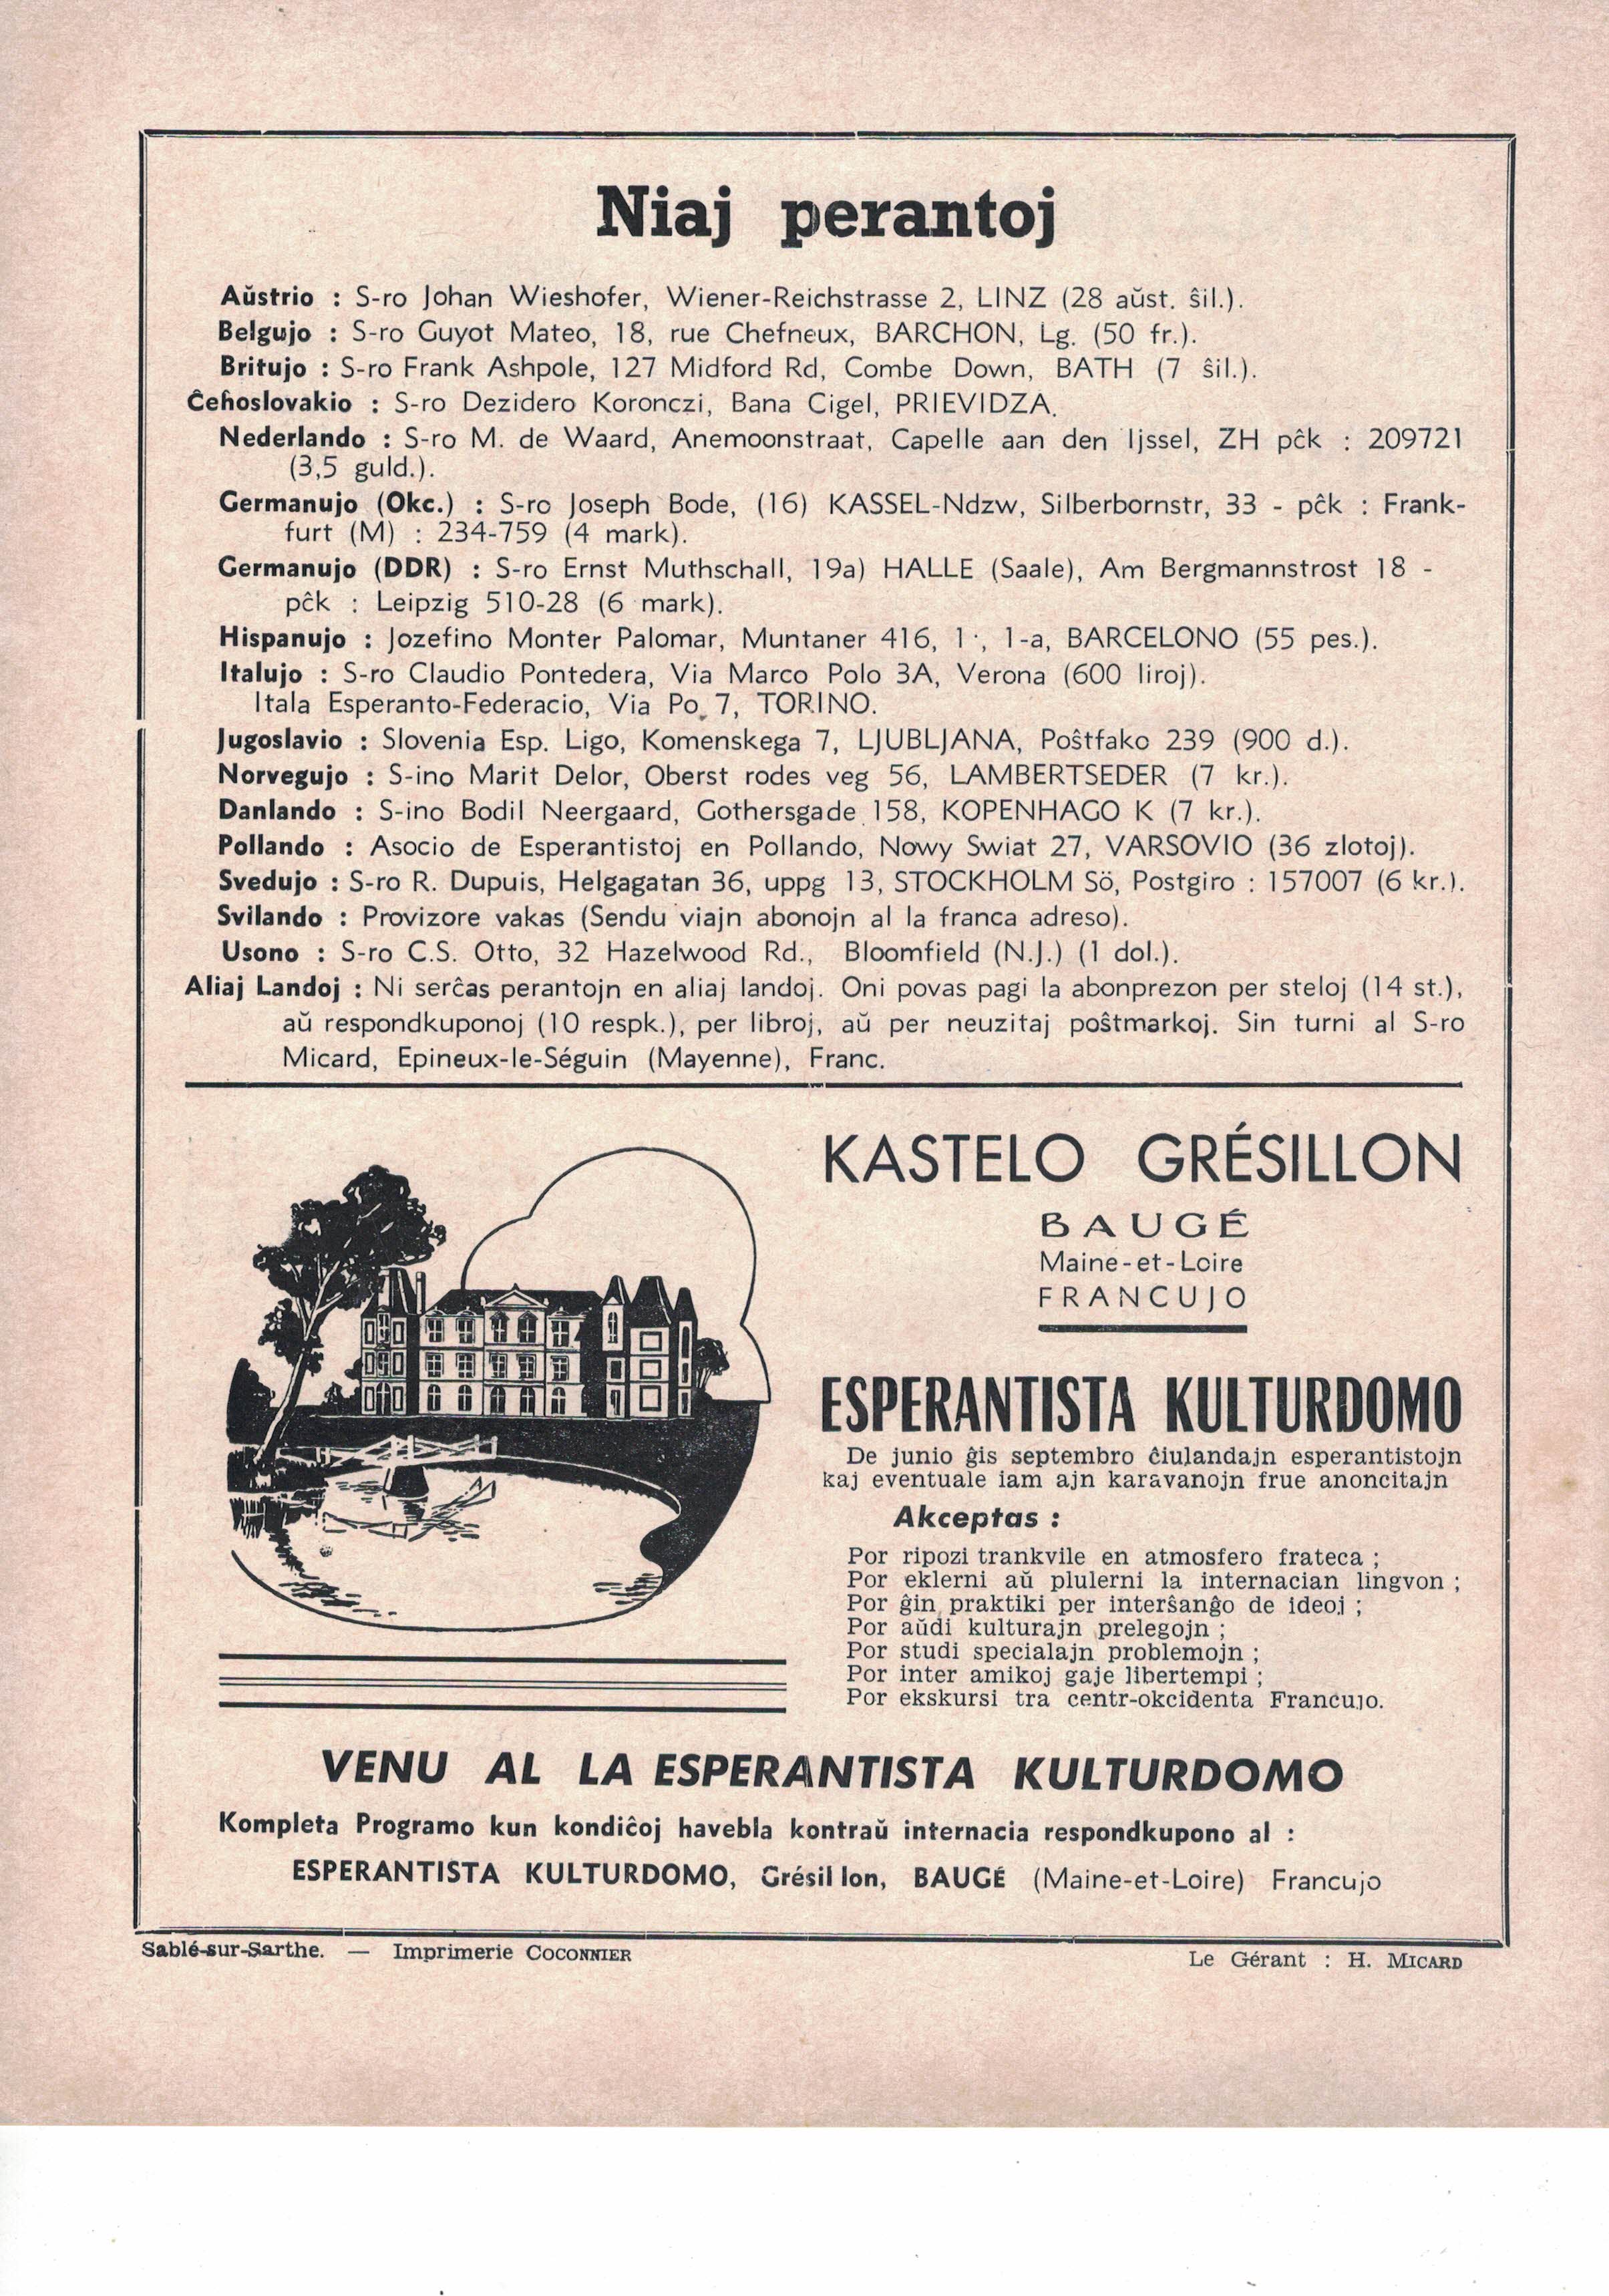 Niaj perantoj
Aŭstrio : S-ro Johan Wieshofer, Wiener-Reichstrasse 2, LINZ (28 aŭst. ŝil.).
Belgujo : S-ro Guyot Mateo, 18, rue Chefneux, BARCHON, Lg. (50 fr.).
Britujo : S-ro Frank Ashpole, 127 Midford Rd, Combe Down, BATH (7 ŝil.).
Ĉeĥoslovakio : S-ro Dezidero Koronczi, Bana Cigel, PRIEVIDZA.
Nederlando : S-ro M. de Waard, Anemoonstraat, Capelle aan den Ijssel, ZH pĉk : 209721
(3,5 guld.).
Germanujo (Okc.) : S-ro Joseph Bode, (16) KASSEL-Ndzw, Silberbornstr, 33 - pĉk : Frank-
furt (M) : 234-759 (4 mark).
Germanujo (DDR) : S-ro Ernst Muthschall, 19a) HALLE (Saale), Am Bergmannstrost 18 -
pĉk : Leipzig 510-28 (6 mark).
Hispanujo : Jozefino Monter Palomar, Muntaner 416, 1·, 1-a, BARCELONO (55 pes.).
Italujo : S-ro Claudio Pontedera, Via Marco Polo 3A, Verona (600 liroj).
Itala Esperanto-Federacio, Via Po, 7, TORINO.
Jugoslavio : Slovenia Esp. Ligo, Komenskega 7, LJUBLJANA, Poŝtfako 239 (900 d.).
Norvegujo : S-ino Marit Delor, Oberst rodes veg 56, LAMBERTSEDER (7 kr.).
Danlando : S-ino Bodil Neergaard, Gothersgade 158, KOPENHAGO K (7 kr.).
Pollando : Asocio de Esperantistoj en Pollando, Nowy Swiat 27, VARSOVIO (36 zlotoj).
Svedujo : S-ro R. Dupuis, Helgagatan 36, uppg 13, STOCKHOLM Sö, Postgiro : 157007 (6 kr.).
Svilando : Provizore vakas (Sendu viajn abonojn al la franca adreso).
Usono : S-ro C.S. Otto, 32 Hazelwood Rd., Bloomfield (N.J.) (1 dol.).
Aliaj Landoj : Ni serĉas perantojn en aliaj landoj. Oni povas pagi la abonprezon per steloj (14 st.),
aŭ respondkuponoj (10 respk.), per libroj, aŭ per neuzitaj poŝtmarkoj. Sin turni al S-ro
Micard, Epineux-le-Séguin (Mayenne), Franc.
KASTELO GRÉSILLON
BAUGÉ
Maine-et-Loire
FRANCUJO
ESPERANTISTA KULTURDOMO
De junio ĝis septembro ĉiulandajn esperantistojn
kaj eventuale iam ajn karavanojn frue anoncitajn
Akceptas :
Por ripozi trankvile en atmosfero frateca ;
Por eklerni aŭ plulerni la internacian lingvon ;
Por ĝin praktiki per interŝanĝo de ideoj ;
Por aŭdi kulturajn prelegojn ;
Por studi specialajn problemojn ;
Por inter amikoj gaje libertempi ;
Por ekskursi tra centr-okcidenta Francujo.
VENU AL LA ESPERANTISTA KULTURDOMO
Kompleta Programo kun kondiĉoj havebla kontraŭ internacia respondkupono al :
ESPERANTISTA KULTURDOMO, Grésillon, BAUGÉ (Maine-et-Loire) Francujo
Sablé-sur-Sarthe. — Imprimerie COCONNIER
Le Gérant : H. MICARD